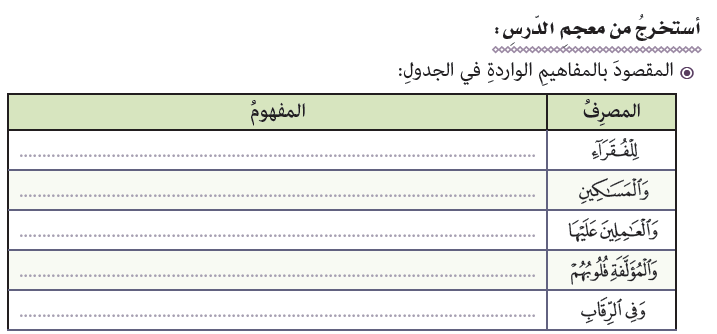 أستخرجُ من معجمِ الدّرسِ:
المقصودَ بالمفاهيمِ الواردةِ في الجدولِ:
المصرِفُ المفهومُ
لِلْفُقَرَآءِ
وَٱلْمَسَـٰكِينِ
وَٱلْعَـٰمِلِينَ عَلَيْهَا
وَٱلْمُؤَلَّفَةِ قُلُوبُهُمْ
وَفِى ٱلرِّقَابِ